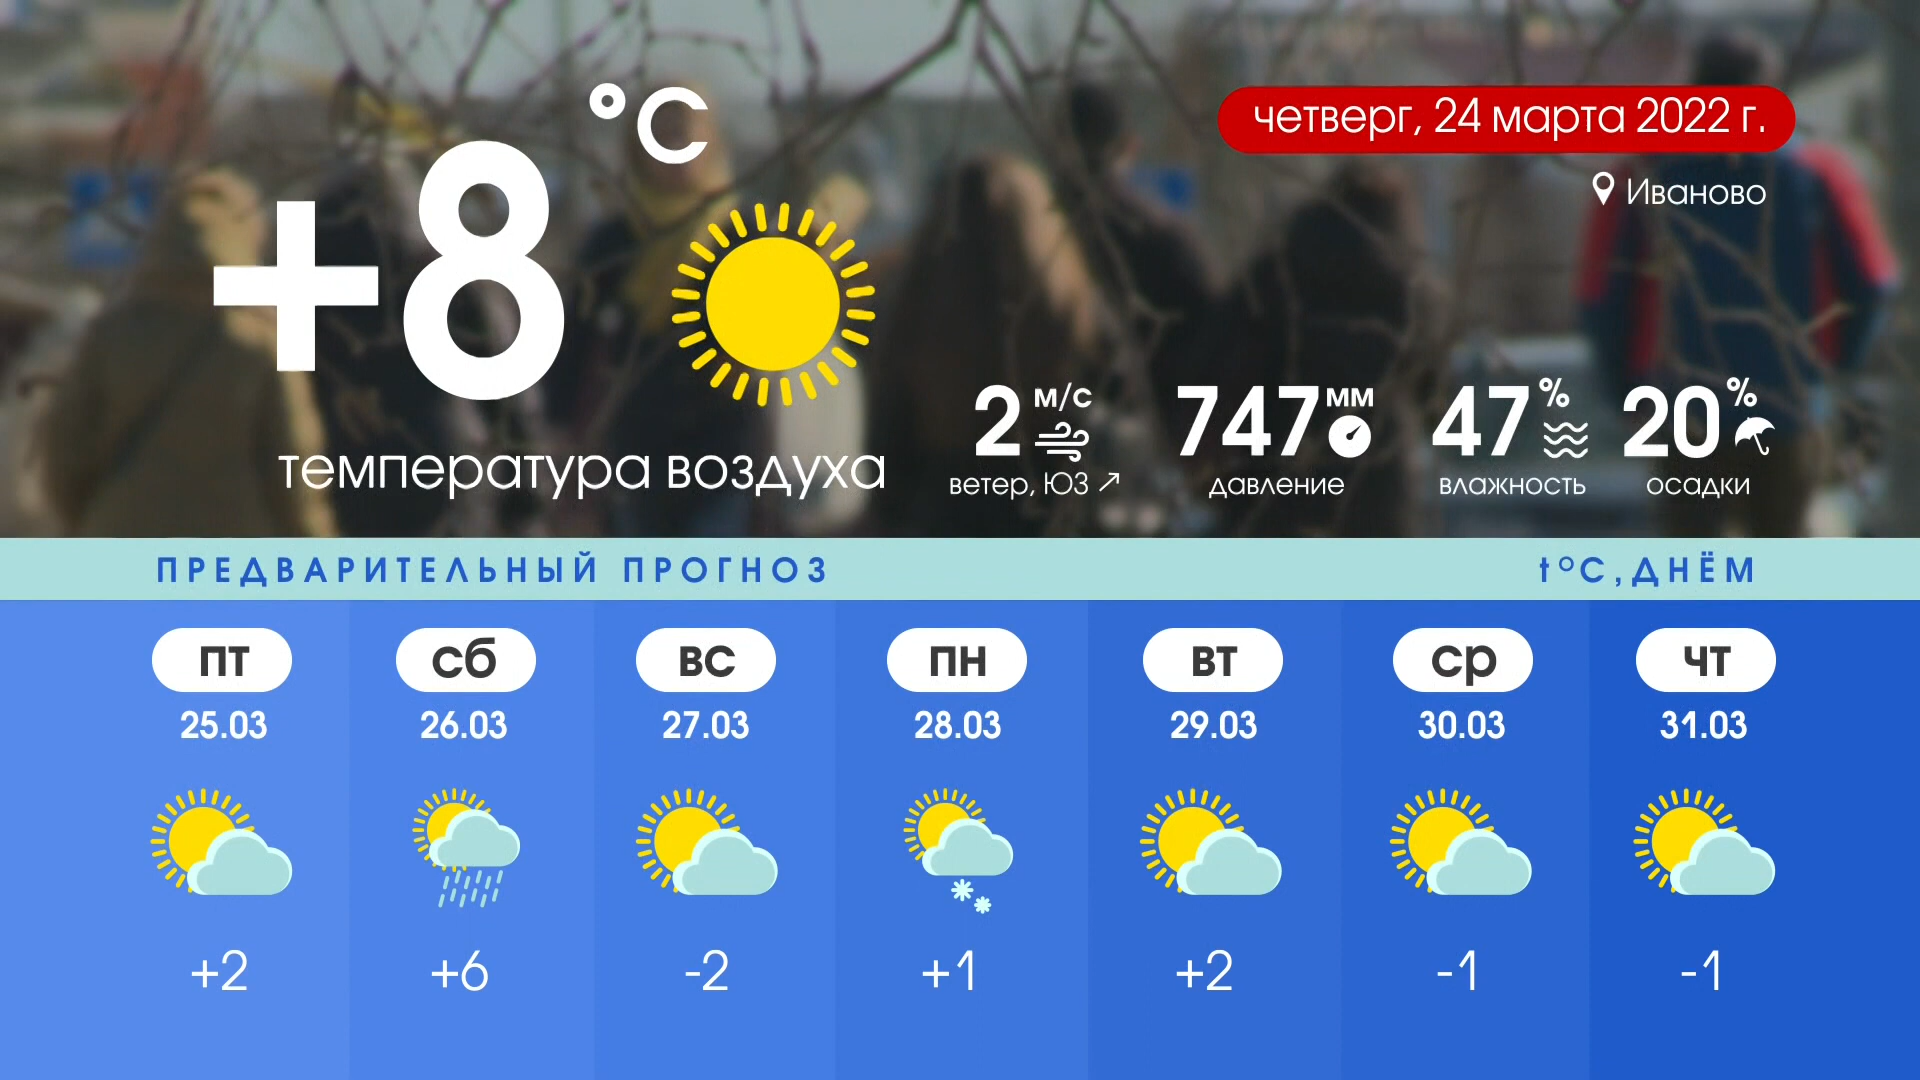 +8 °C
температура воздуха
четверг, 24 марта 2022 г.
Иваново
2 м/с
ветер, ЮЗ ↗
747 мм
давление
47 %
влажность
20 %
осадки
ПРЕДВАРИТЕЛЬНЫЙ ПРОГНОЗ
t°C, ДНЁМ
пт сб вс пн вт ср чт
25.03 26.03 27.03 28.03 29.03 30.03 31.03
+2 +6 -2 +1 +2 -1 -1